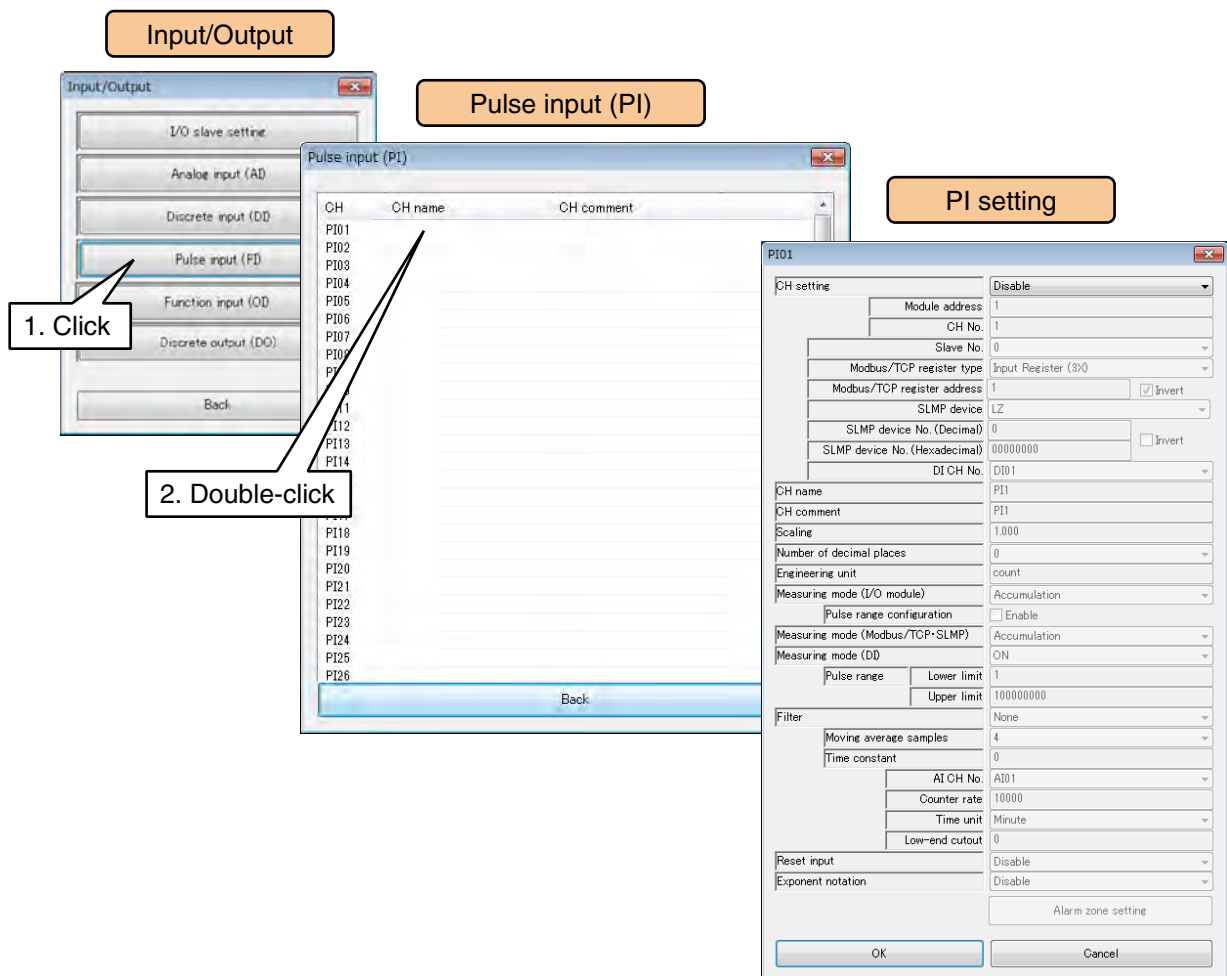 Input/Output
Input/Output
I/O slave setting
Analog input (AI)
Discrete input (DI)
Pulse input (PI)
Function input (OI)
Discrete output (DO)
Back
1. Click
Pulse input (PI)
Pulse input (PI)
CH CH name CH comment
PI01
PI02
PI03
PI04
PI05
PI06
PI07
PI12
PI13
PI14
2. Double-click
PI18
PI19
PI20
PI21
PI22
PI23
PI24
PI25
PI26
Back
PI setting
PI01
CH setting Disable
Module address 1
CH No. 1
Slave No. 0
Modbus/TCP register type Input Register (3X)
Modbus/TCP register address 1 Invert
SLMP device LZ
SLMP device No. (Decimal) 0
Invert
SLMP device No. (Hexadecimal) 00000000
DI CH No. DI01
CH name PI1
CH comment PI1
Scaling 1.000
Number of decimal places 0
Engineering unit count
Measuring mode (I/O module) Accumulation
Pulse range configuration Enable
Measuring mode (Modbus/TCP・SLMP) Accumulation
Measuring mode (DI) ON
Pulse range Lower limit 1
Upper limit 100000000
Filter None
Moving average samples 4
Time constant 0
AI CH No. AI01
Counter rate 10000
Time unit Minute
Low-end cutout 0
Reset input Disable
Exponent notation Disable
Alarm zone setting
OK Cancel